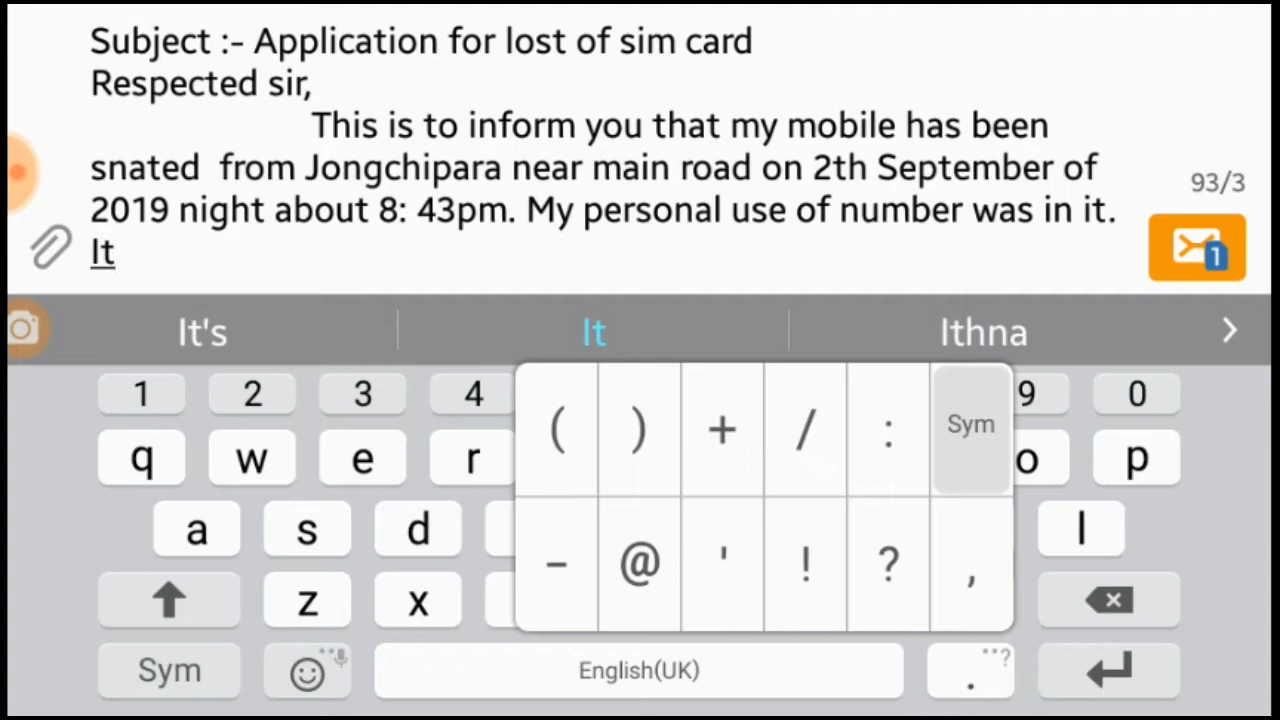 Subject :- Application for lost of sim card
Respected sir,
This is to inform you that my mobile has been
snated from Jongchipara near main road on 2th September of
2019 night about 8: 43pm. My personal use of number was in it.
It
93/3
1
It's It Ithna
1 2 3 4 9 0
( ) + / : Sym
q w e r o p
a s d l
- @ ' ! ? ,
z x
Sym English(UK) . ?